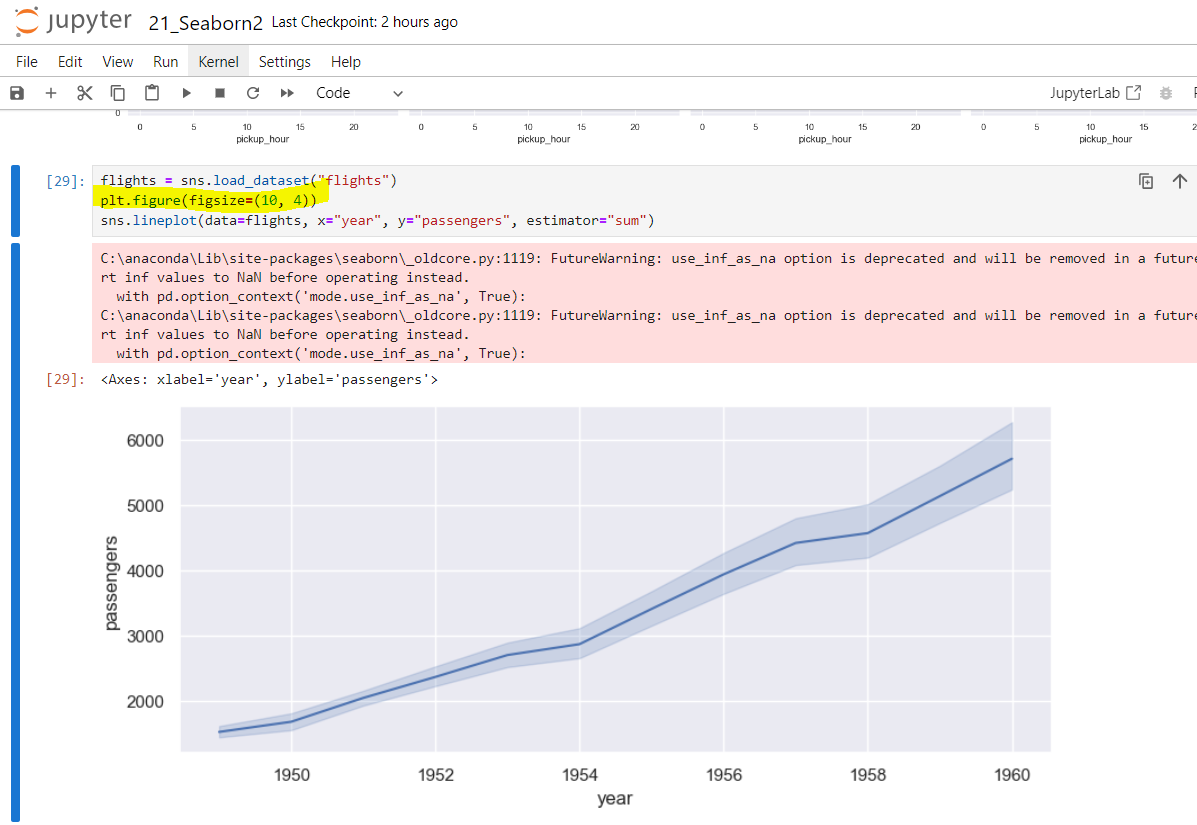 jupyter 21_Seaborn2 Last Checkpoint: 2 hours ago
File Edit View Run Kernel Settings Help
Code JupyterLab
0
0 5 10 15 20 0 5 10 15 20 0 5 10 15 20 0 5 10 15 20
pickup_hour pickup_hour pickup_hour pickup_hour
[29]: flights = sns.load_dataset("flights")
plt.figure(figsize=(10, 4))
sns.lineplot(data=flights, x="year", y="passengers", estimator="sum")
C:\anaconda\Lib\site-packages\seaborn\_oldcore.py:1119: FutureWarning: use_inf_as_na option is deprecated and will be removed in a future
rt inf values to NaN before operating instead.
with pd.option_context('mode.use_inf_as_na', True):
C:\anaconda\Lib\site-packages\seaborn\_oldcore.py:1119: FutureWarning: use_inf_as_na option is deprecated and will be removed in a future
rt inf values to NaN before operating instead.
with pd.option_context('mode.use_inf_as_na', True):
[29]: <Axes: xlabel='year', ylabel='passengers'>
6000
5000
4000
3000
2000
passengers
1950 1952 1954 1956 1958 1960
year